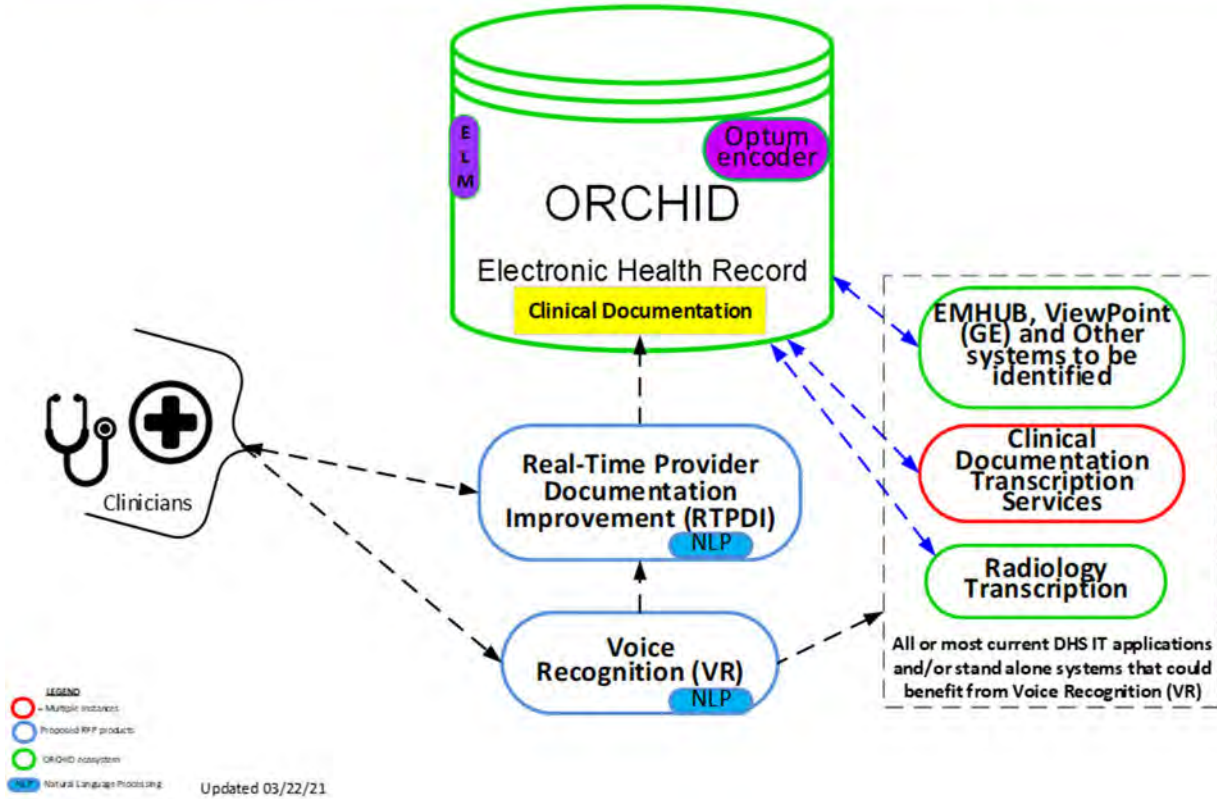 E
L
M
Optum
encoder
ORCHID
Electronic Health Record
Clinical Documentation
Clinicians
Real-Time Provider
Documentation
Improvement (RTPDI)
NLP
Voice
Recognition (VR)
NLP
EMHUB, ViewPoint
(GE) and Other
systems to be
identified
Clinical
Documentation
Transcription
Services
Radiology
Transcription
All or most current DHS IT applications
and/or stand alone systems that could
benefit from Voice Recognition (VR)
LEGEND
= Multiple Instances
Proposed RFP products
ORCHID ecosystem
NLP Natural Language Processing
Updated 03/22/21